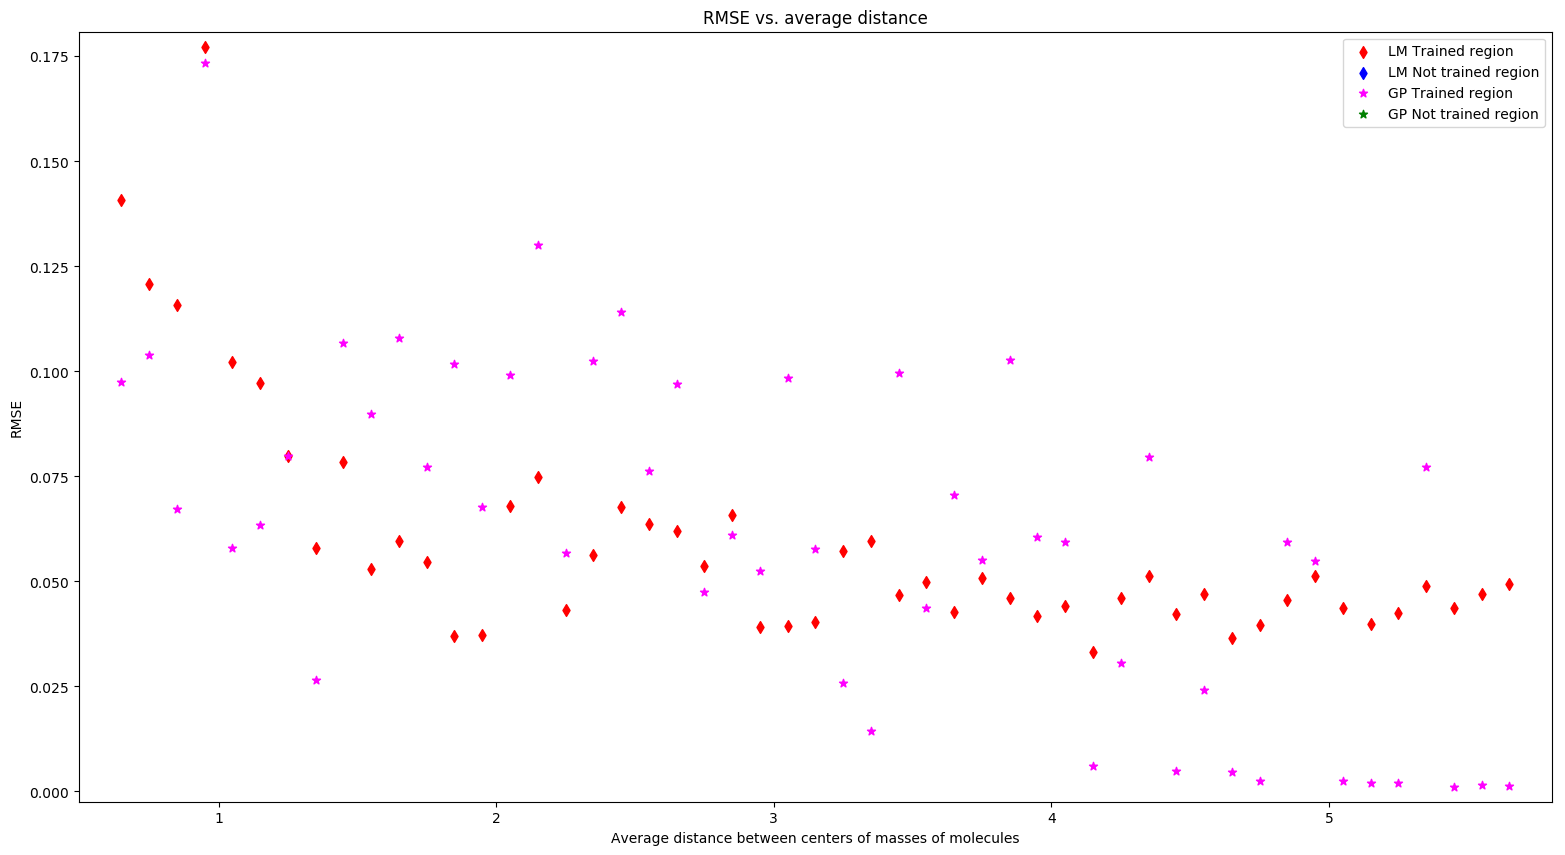 RMSE vs. average distance
LM Trained region
LM Not trained region
GP Trained region
GP Not trained region
0.175
0.150
0.125
0.100
0.075
0.050
0.025
0.000
RMSE
1 2 3 4 5
Average distance between centers of masses of molecules